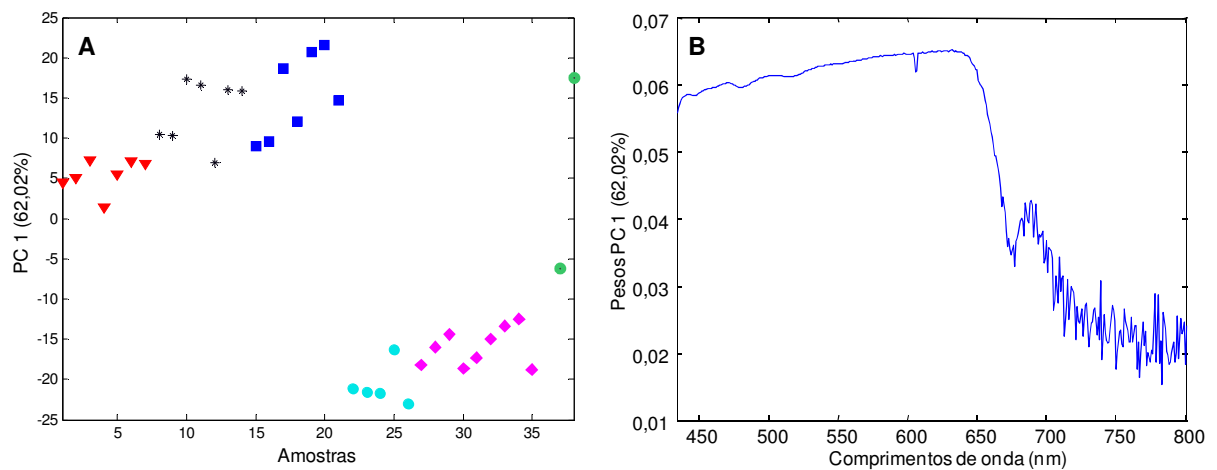 A
PC 1 (62,02%)
25
20
15
10
5
0
-5
-10
-15
-20
-25
5 10 15 20 25 30 35
Amostras
B
Pesos PC 1 (62,02%)
0,07
0,06
0,05
0,04
0,03
0,02
0,01
450 500 550 600 650 700 750 800
Comprimentos de onda (nm)